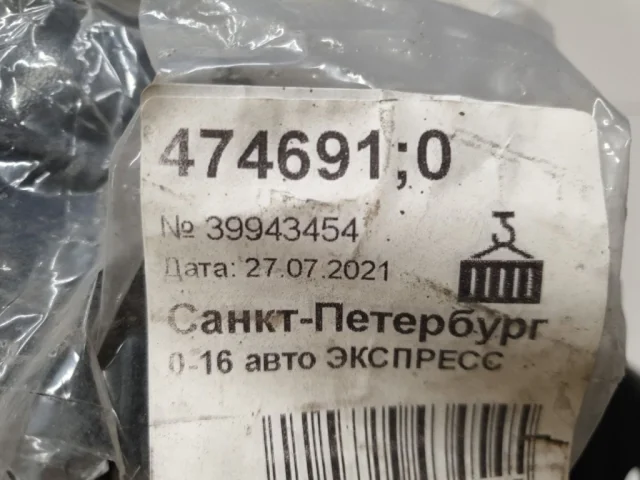 474691;0
№ 39943454
Дата: 27.07.2021
Санкт-Петербург
0-16 авто ЭКСПРЕСС